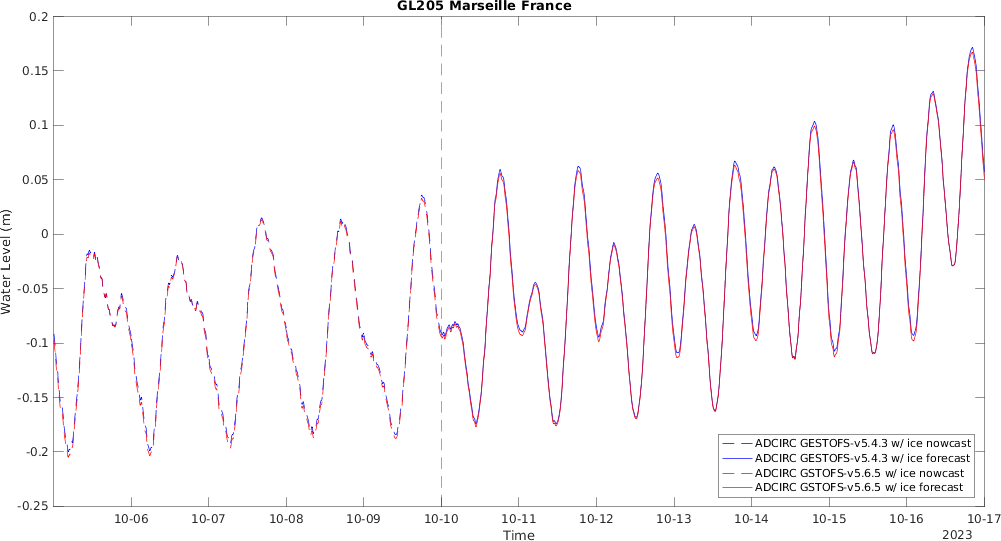 GL205 Marseille France
0.2
0.15
0.1
0.05
0
-0.05
-0.1
-0.15
-0.2
-0.25
Water Level (m)
ADCIRC GESTOFS-v5.4.3 w/ ice nowcast
ADCIRC GESTOFS-v5.4.3 w/ ice forecast
ADCIRC GSTOFS-v5.6.5 w/ ice nowcast
ADCIRC GSTOFS-v5.6.5 w/ ice forecast
10-06 10-07 10-08 10-09 10-10 10-11 10-12 10-13 10-14 10-15 10-16 10-17
Time
2023